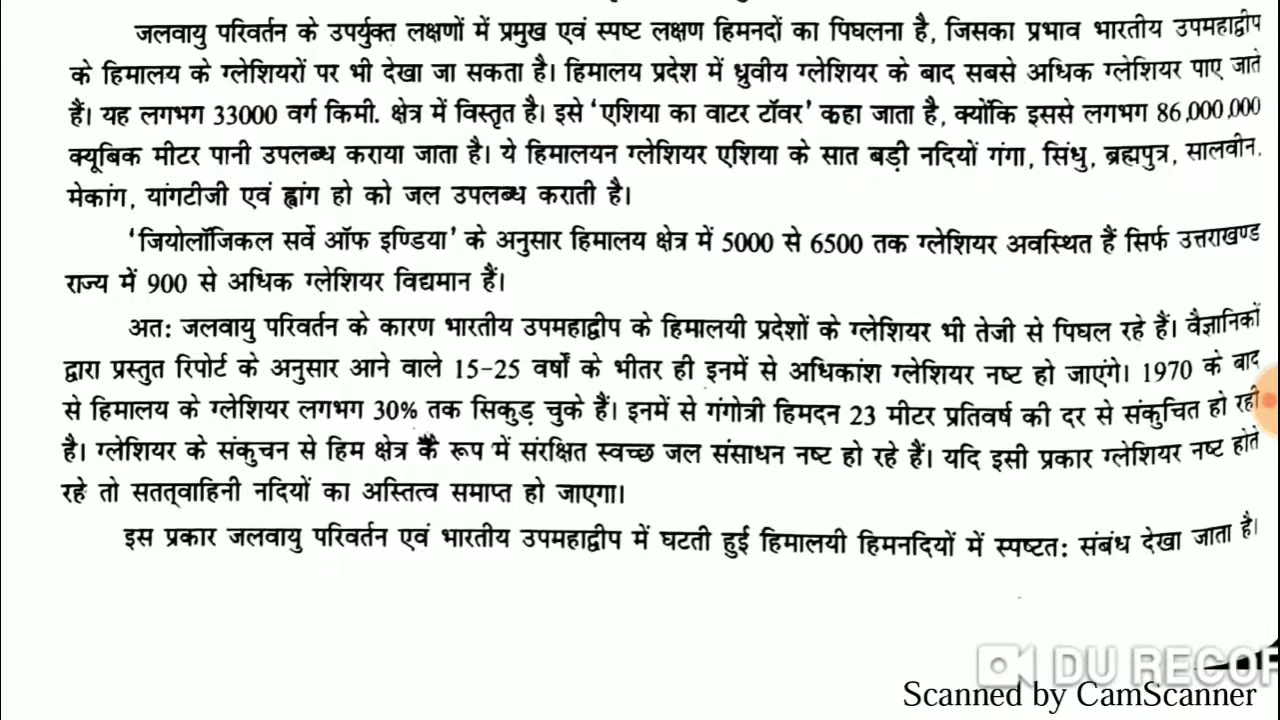 जलवायु परिवर्तन के उपर्युक्त लक्षणों में प्रमुख एवं स्पष्ट लक्षण हिमनदों का पिघलना है, जिसका प्रभाव भारतीय उपमहाद्वीप
के हिमालय के ग्लेशियरों पर भी देखा जा सकता है। हिमालय प्रदेश में ध्रुवीय ग्लेशियर के बाद सबसे अधिक ग्लेशियर पाए जाते
हैं। यह लगभग 33000 वर्ग किमी. क्षेत्र में विस्तृत है। इसे ‘एशिया का वाटर टॉवर’ कहा जाता है, क्योंकि इससे लगभग 86,000,000
क्यूबिक मीटर पानी उपलब्ध कराया जाता है। ये हिमालयन ग्लेशियर एशिया के सात बड़ी नदियों गंगा, सिंधु, ब्रह्मपुत्र, सालवीन,
मेकांग, यांगटीजी एवं ह्वांग हो को जल उपलब्ध कराती है।
‘जियोलॉजिकल सर्वे ऑफ इण्डिया’ के अनुसार हिमालय क्षेत्र में 5000 से 6500 तक ग्लेशियर अवस्थित हैं सिर्फ उत्तराखण्ड
राज्य में 900 से अधिक ग्लेशियर विद्यमान हैं।
अत: जलवायु परिवर्तन के कारण भारतीय उपमहाद्वीप के हिमालयी प्रदेशों के ग्लेशियर भी तेजी से पिघल रहे हैं। वैज्ञानिकों
द्वारा प्रस्तुत रिपोर्ट के अनुसार आने वाले 15-25 वर्षों के भीतर ही इनमें से अधिकांश ग्लेशियर नष्ट हो जाएंगे। 1970 के बाद
से हिमालय के ग्लेशियर लगभग 30% तक सिकुड़ चुके हैं। इनमें से गंगोत्री हिमदन 23 मीटर प्रतिवर्ष की दर से संकुचित हो रही
है। ग्लेशियर के संकुचन से हिम क्षेत्र के रूप में संरक्षित स्वच्छ जल संसाधन नष्ट हो रहे हैं। यदि इसी प्रकार ग्लेशियर नष्ट होते
रहे तो सतत्वाहिनी नदियों का अस्तित्व समाप्त हो जाएगा।
इस प्रकार जलवायु परिवर्तन एवं भारतीय उपमहाद्वीप में घटती हुई हिमालयी हिमनदियों में स्पष्टत: संबंध देखा जाता है।
DU RECOR
Scanned by CamScanner